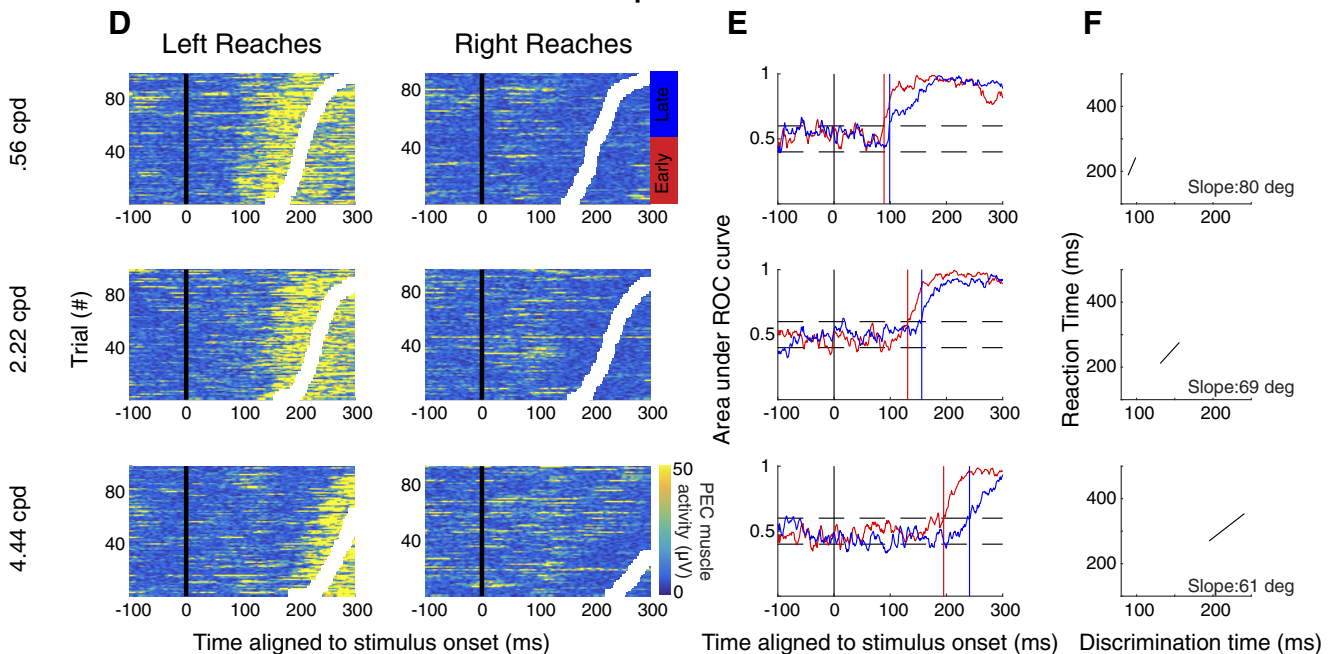 D
E
F
Left Reaches
Right Reaches
.56 cpd
80
40
-100 0 100 200 300
80
40
Late
Early
-100 0 100 200 300
1
0.5
-100 0 100 200 300
400
200
Slope:80 deg
100 200
2.22 cpd
Trial (#)
80
40
-100 0 100 200 300
80
40
-100 0 100 200 300
Area under ROC curve
1
0.5
-100 0 100 200 300
Reaction Time (ms)
400
200
Slope:69 deg
100 200
4.44 cpd
80
40
-100 0 100 200 300
80
40
-100 0 100 200 300
50
0
PEC muscle
activity (µV)
1
0.5
-100 0 100 200 300
400
200
Slope:61 deg
100 200
Time aligned to stimulus onset (ms)
Time aligned to stimulus onset (ms)
Discrimination time (ms)